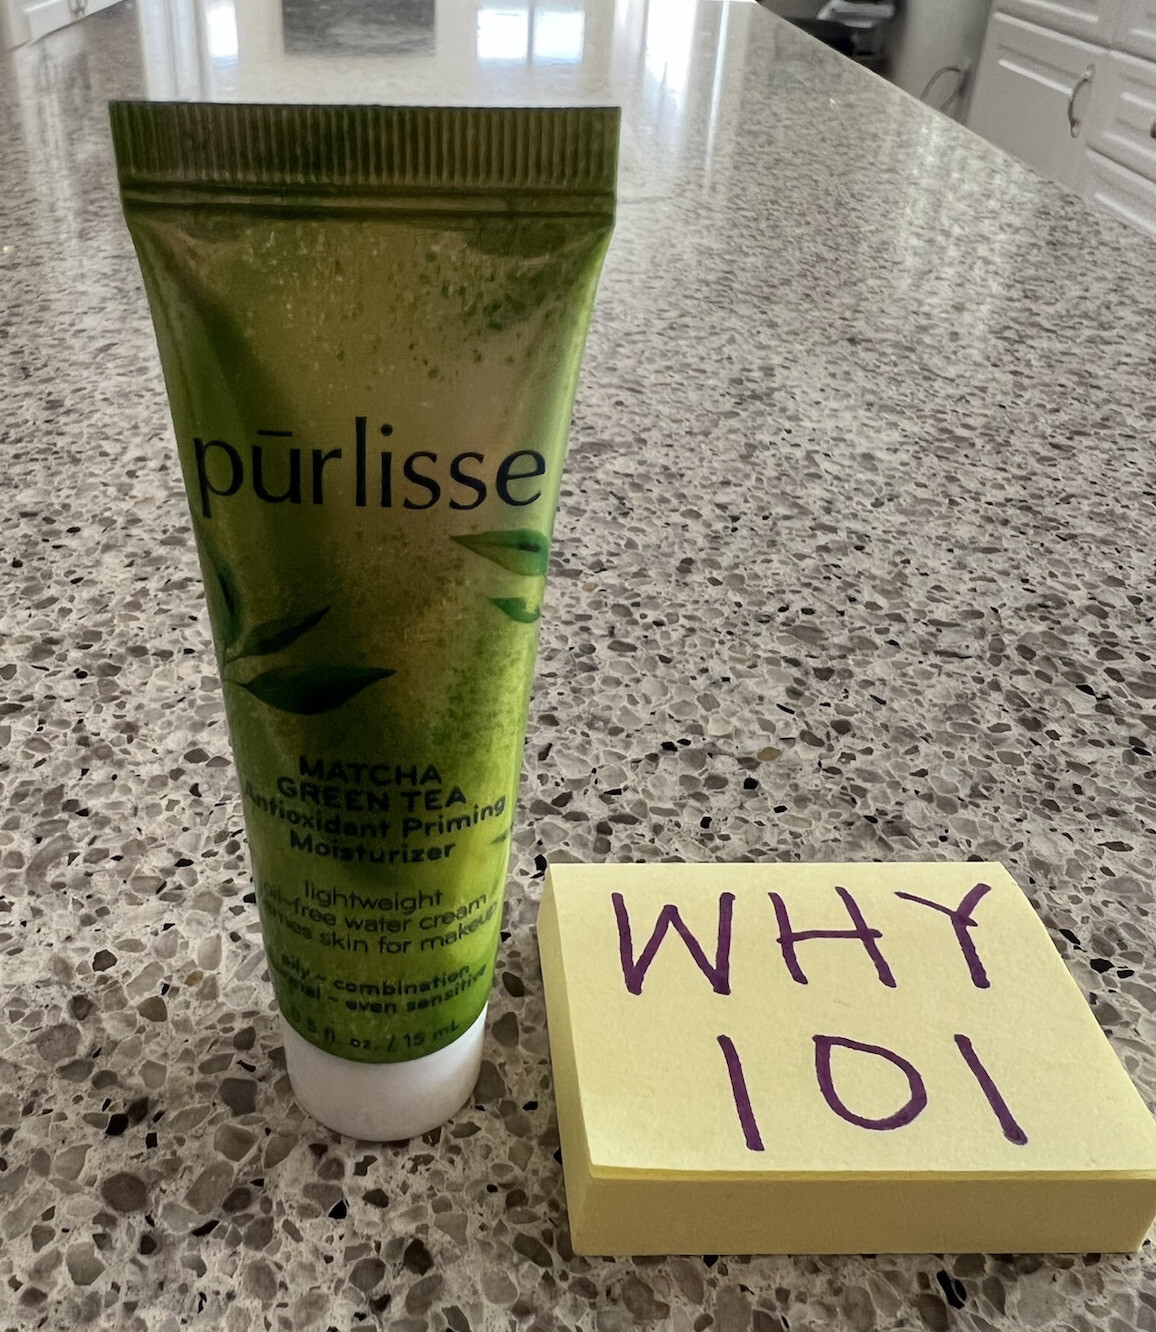 pūrlisse
MATCHA
GREEN TEA
Antioxidant Priming
Moisturizer
lightweight
oil-free water cream
skin for makeup
oily - combination
- even sensitive
0.5 fl. oz. / 15 mL
WHY
101